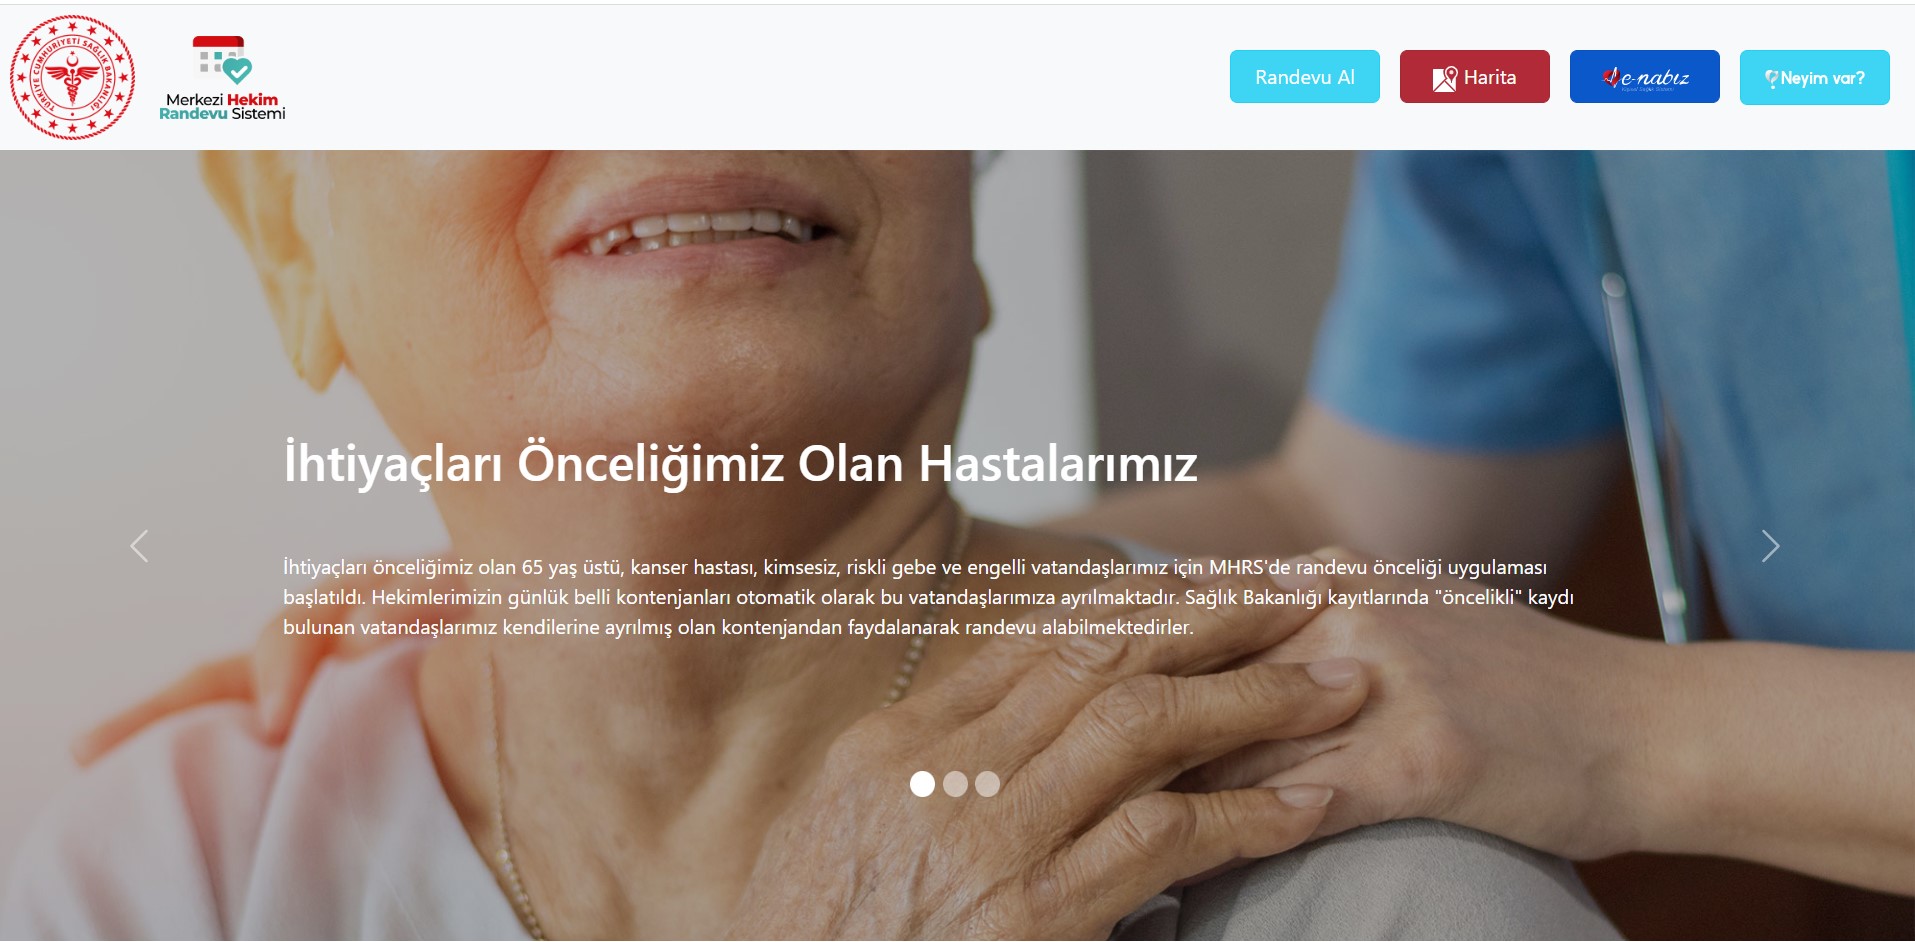 TÜRKİYE CUMHURİYETİ SAĞLIK BAKANLIĞI
Merkezi Hekim
Randevu Sistemi
Randevu Al
Harita
e-nabız
Kişisel Sağlık Sistemi
Neyim var?
İhtiyaçları Önceliğimiz Olan Hastalarımız
İhtiyaçları önceliğimiz olan 65 yaş üstü, kanser hastası, kimsesiz, riskli gebe ve engelli vatandaşlarımız için MHRS'de randevu önceliği uygulaması
başlatıldı. Hekimlerimizin günlük belli kontenjanları otomatik olarak bu vatandaşlarımıza ayrılmaktadır. Sağlık Bakanlığı kayıtlarında "öncelikli" kaydı
bulunan vatandaşlarımız kendilerine ayrılmış olan kontenjandan faydalanarak randevu alabilmektedirler.